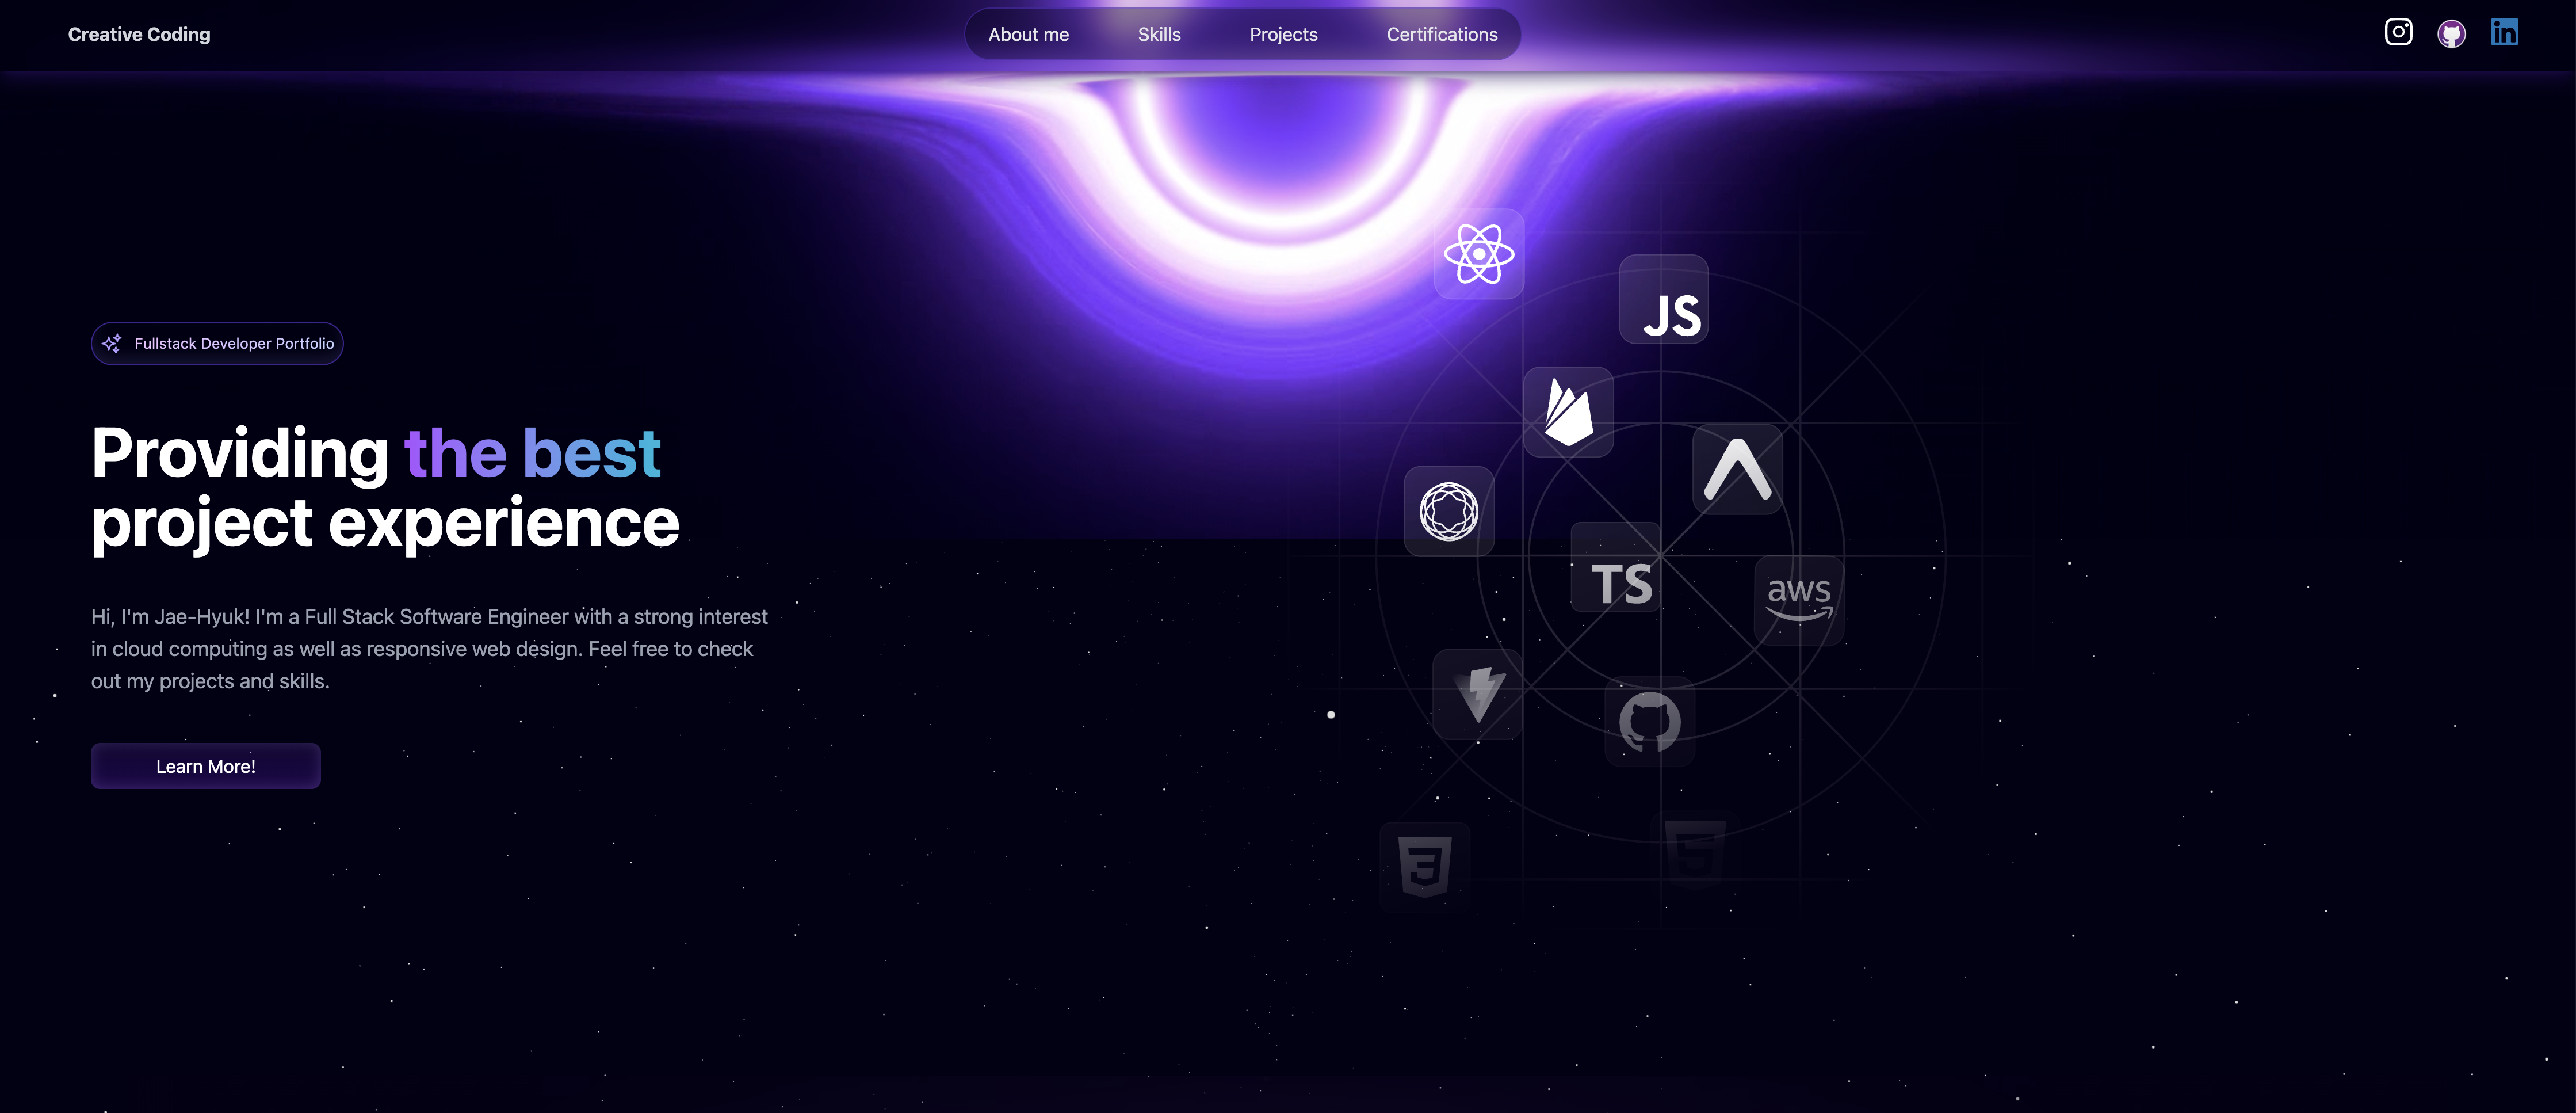 Creative Coding
About me
Skills
Projects
Certifications
Fullstack Developer Portfolio
Providing the best
project experience
Hi, I'm Jae-Hyuk! I'm a Full Stack Software Engineer with a strong interest
in cloud computing as well as responsive web design. Feel free to check
out my projects and skills.
Learn More!
JS
TS
aws